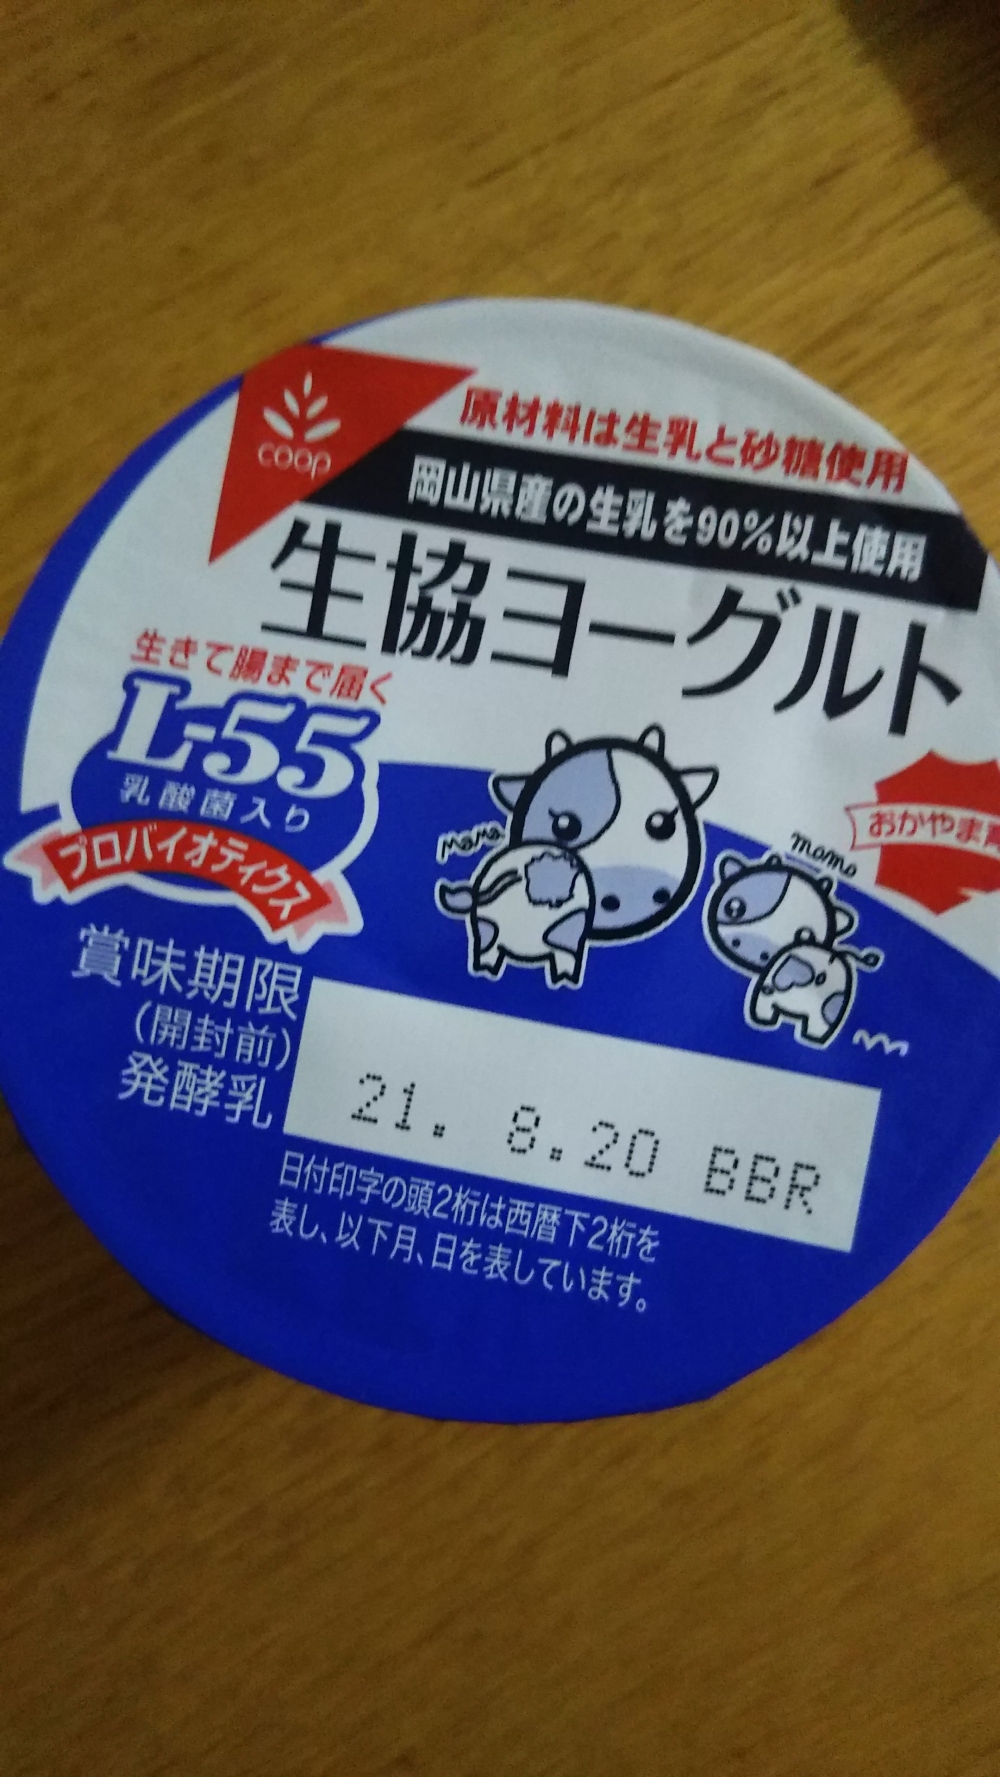 coop
原材料は生乳と砂糖使用
岡山県産の生乳を90%以上使用
生協ヨーグルト
生きて腸まで届く
L-55
乳酸菌入り
プロバイオティクス
mama
momo
おかやま育
賞味期限
(開封前)
発酵乳
21. 8.20 BBR
日付印字の頭2桁は西暦下2桁を
表し、以下月、日を表しています。